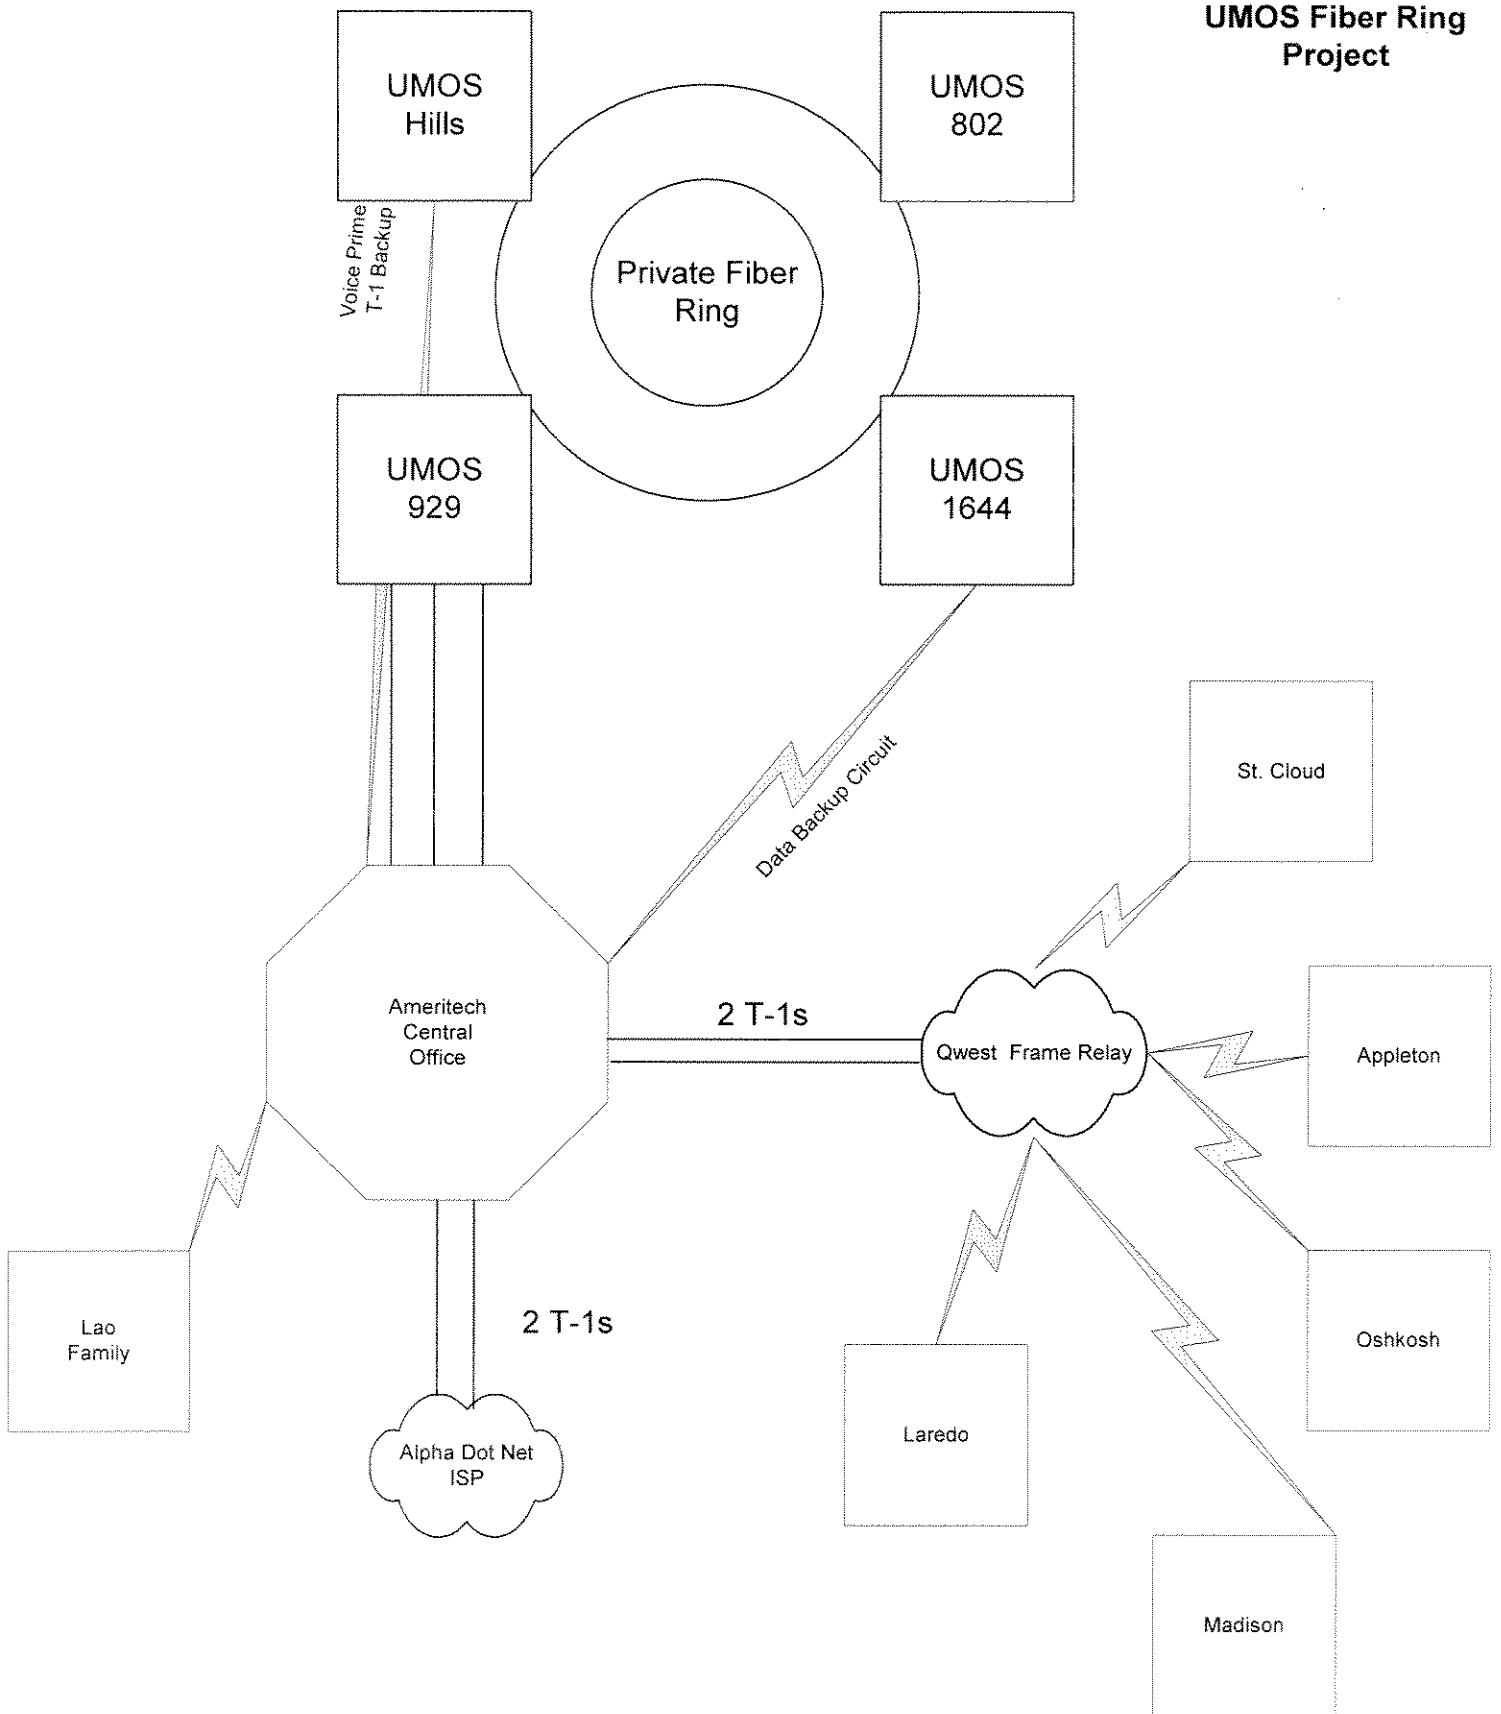 UMOS Fiber Ring
Project
UMOS
Hills
UMOS
802
Voice Prime
T-1 Backup
Private Fiber
Ring
UMOS
929
UMOS
1644
Data Backup Circuit
St. Cloud
Ameritech
Central
Office
2 T-1s
Qwest Frame Relay
Appleton
Lao
Family
2 T-1s
Oshkosh
Alpha Dot Net
ISP
Laredo
Madison